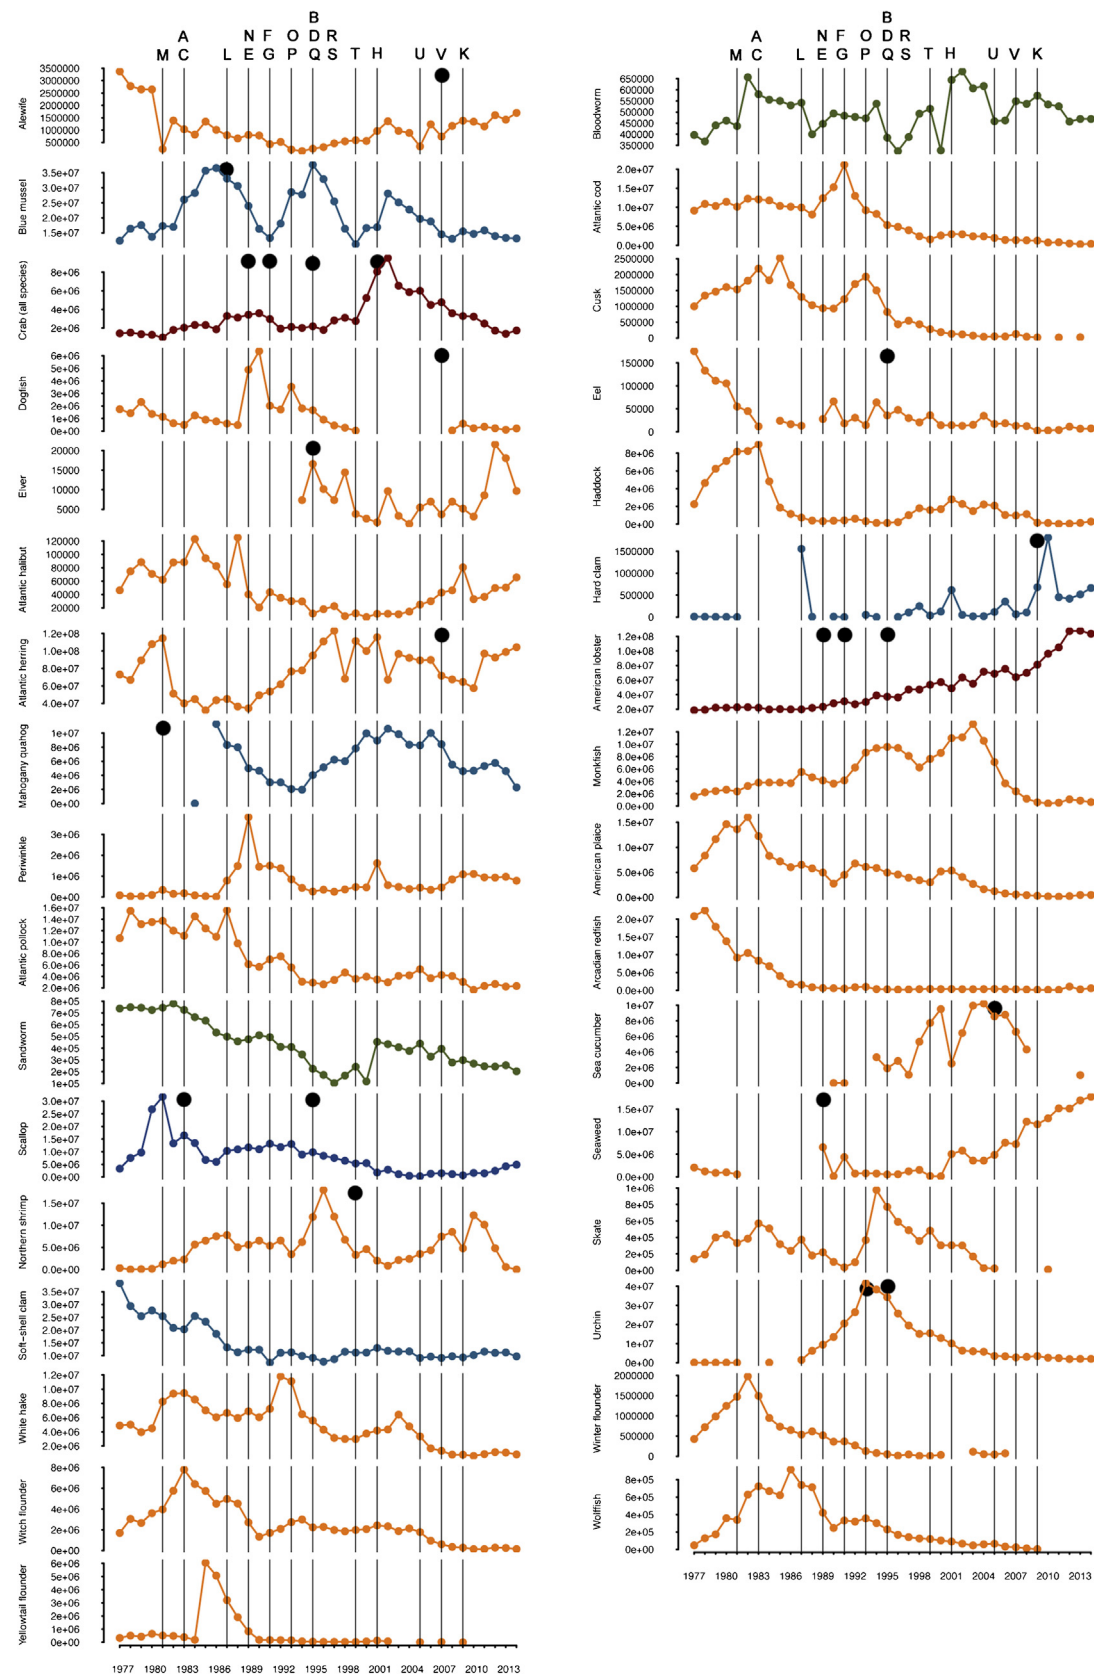 B
A N F O D R
M C L E G P Q S T H U V K
Alewife
3500000
3000000
2500000
2000000
1500000
1000000
500000
Blue mussel
3.5e+07
3.0e+07
2.5e+07
2.0e+07
1.5e+07
Crab (all species)
8e+06
6e+06
4e+06
2e+06
Dogfish
6e+06
5e+06
4e+06
3e+06
2e+06
1e+06
0e+00
Elver
20000
15000
10000
5000
Atlantic halibut
120000
100000
80000
60000
40000
20000
Atlantic herring
1.2e+08
1.0e+08
8.0e+07
6.0e+07
4.0e+07
Mahogany quahog
1e+07
8e+06
6e+06
4e+06
2e+06
0e+00
Periwinkle
3e+06
2e+06
1e+06
0e+00
Atlantic pollock
1.6e+07
1.4e+07
1.2e+07
1.0e+07
8.0e+06
6.0e+06
4.0e+06
2.0e+06
Sandworm
8e+05
7e+05
6e+05
5e+05
4e+05
3e+05
2e+05
1e+05
Scallop
3.0e+07
2.5e+07
2.0e+07
1.5e+07
1.0e+07
5.0e+06
0.0e+00
Northern shrimp
1.5e+07
1.0e+07
5.0e+06
0.0e+00
Soft-shell clam
3.5e+07
3.0e+07
2.5e+07
2.0e+07
1.5e+07
1.0e+07
White hake
1.2e+07
1.0e+07
8.0e+06
6.0e+06
4.0e+06
2.0e+06
Witch flounder
8e+06
6e+06
4e+06
2e+06
0e+00
Yellowtail flounder
6e+06
5e+06
4e+06
3e+06
2e+06
1e+06
0e+00
1977 1980 1983 1986 1989 1992 1995 1998 2001 2004 2007 2010 2013
B
A N F O D R
M C L E G P Q S T H U V K
Bloodworm
650000
550000
450000
350000
Atlantic cod
2.0e+07
1.5e+07
1.0e+07
5.0e+06
0.0e+00
Cusk
2500000
2000000
1500000
1000000
500000
0
Eel
150000
100000
50000
0
Haddock
8e+06
6e+06
4e+06
2e+06
0e+00
Hard clam
1500000
1000000
500000
0
American lobster
1.2e+08
1.0e+08
8.0e+07
6.0e+07
4.0e+07
2.0e+07
Monkfish
1.2e+07
1.0e+07
8.0e+06
6.0e+06
4.0e+06
2.0e+06
0.0e+00
American plaice
1.5e+07
1.0e+07
5.0e+06
0.0e+00
Arcadian redfish
2.0e+07
1.5e+07
1.0e+07
5.0e+06
0.0e+00
Sea cucumber
1e+07
8e+06
6e+06
4e+06
2e+06
0e+00
Seaweed
1.5e+07
1.0e+07
5.0e+06
0.0e+00
Skate
1e+06
8e+05
6e+05
4e+05
2e+05
0e+00
Urchin
4e+07
3e+07
2e+07
1e+07
0e+00
Winter flounder
2000000
1500000
1000000
500000
0
Wolffish
8e+05
6e+05
4e+05
2e+05
0e+00
1977 1980 1983 1986 1989 1992 1995 1998 2001 2004 2007 2010 2013